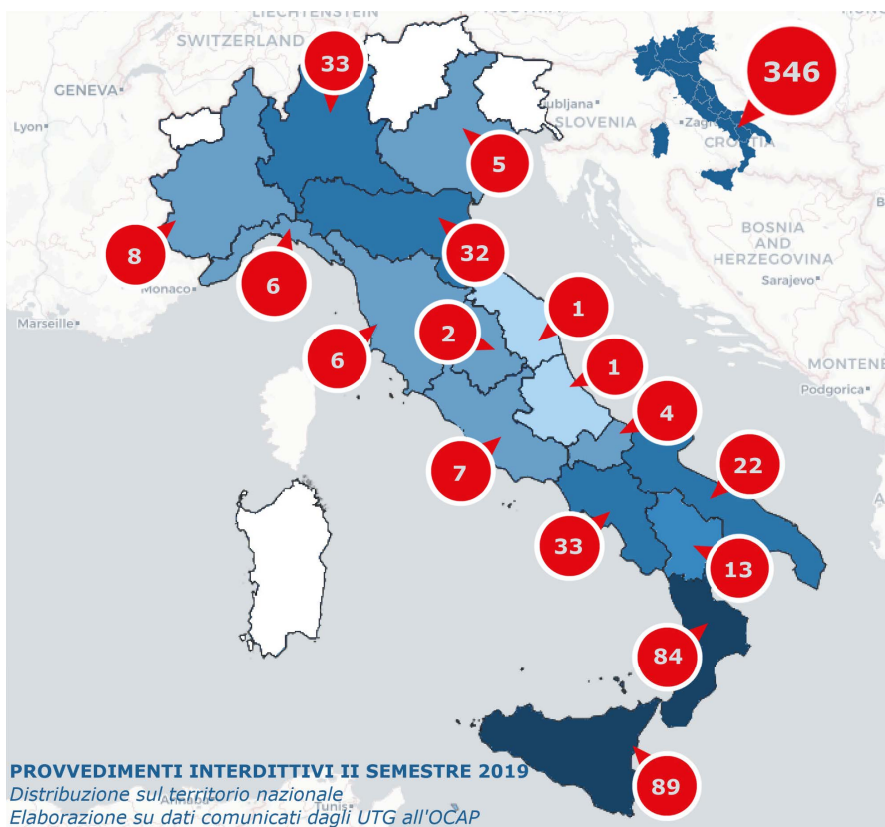 LIECHTENSTEIN
SWITZERLAND
GENEVA
Lyon
33
346
SLOVENIA
Zagr
CROATIA
5
BOSNIA
AND
HERZEGOVINA
Sarajevo
8
6
32
Monaco
Marseille
1
2
6
1
MONTENE
Podgorica
4
7
22
33
13
84
89
PROVVEDIMENTI INTERDITTIVI II SEMESTRE 2019
Distribuzione sul territorio nazionale
Annaba
Tunis
Elaborazione su dati comunicati dagli UTG all'OCAP